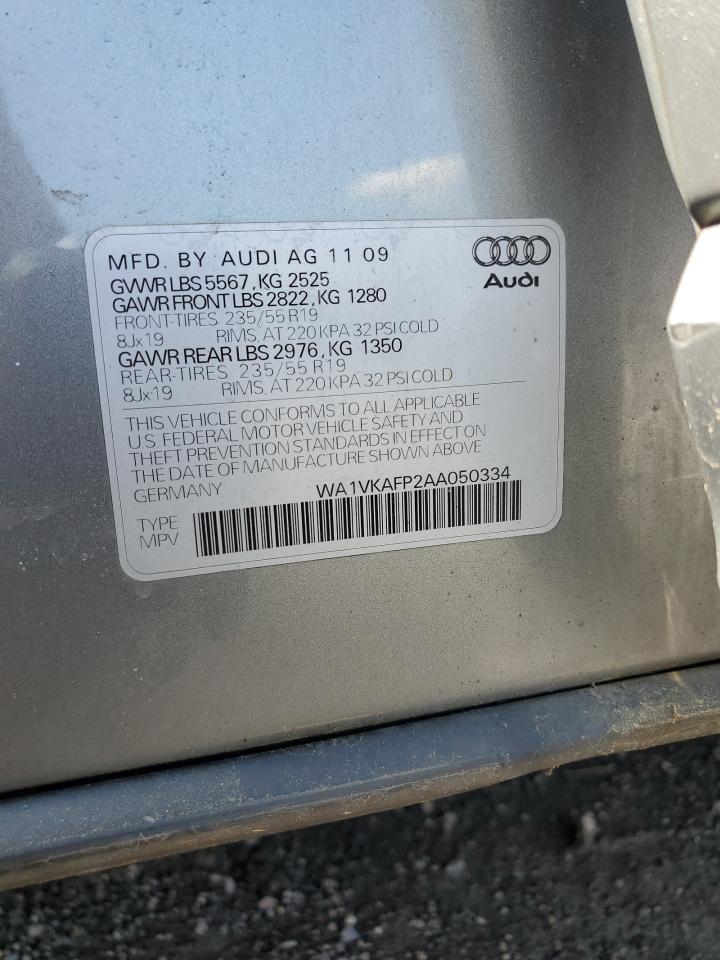 MFD. BY AUDI AG 11 09
Audi
GVWR LBS 5567, KG 2525
GAWR FRONT LBS 2822, KG 1280
FRONT-TIRES 235/55 R19
8Jx19 RIMS, AT 220 KPA 32 PSI COLD
GAWR REAR LBS 2976, KG 1350
REAR-TIRES 235/55 R19
8Jx19 RIMS, AT 220 KPA 32 PSI COLD
THIS VEHICLE CONFORMS TO ALL APPLICABLE
U.S. FEDERAL MOTOR VEHICLE SAFETY AND
THEFT PREVENTION STANDARDS IN EFFECT ON
THE DATE OF MANUFACTURE SHOWN ABOVE
GERMANY WA1VKAFP2AA050334
TYPE
MPV